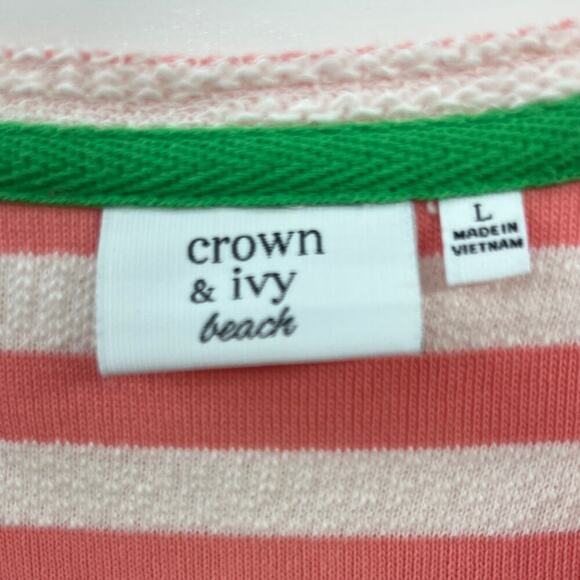 crown
& ivy
beach
L
MADE IN
VIETNAM